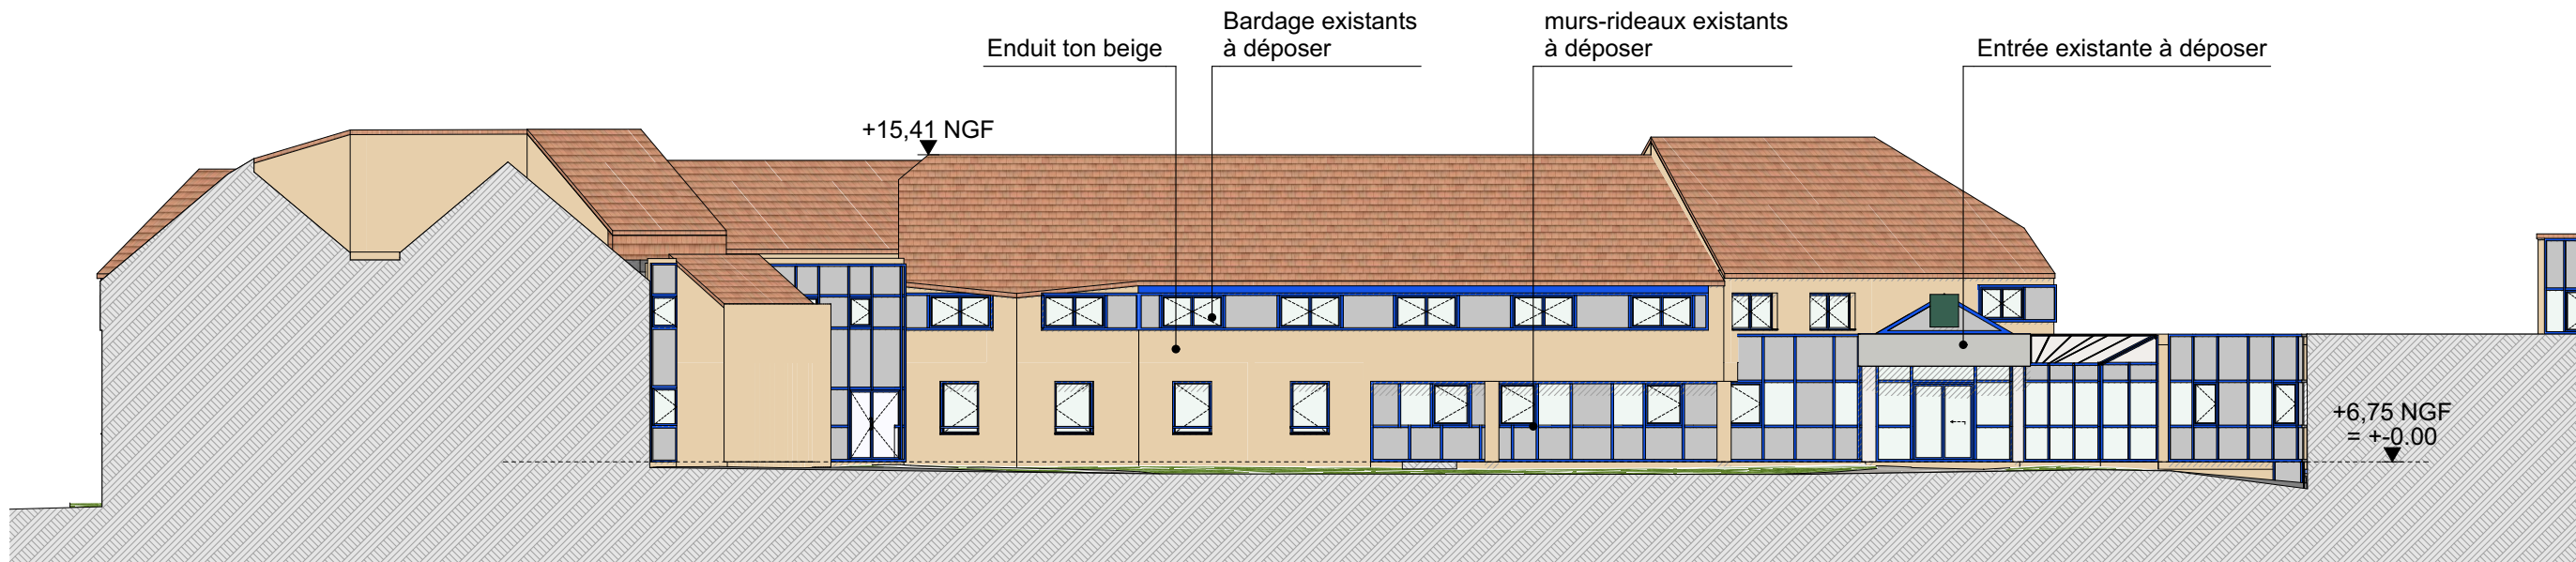 Bardage existants
à déposer
murs-rideaux existants
à déposer
Enduit ton beige
Entrée existante à déposer
+15,41 NGF
+6,75 NGF
= +-0.00